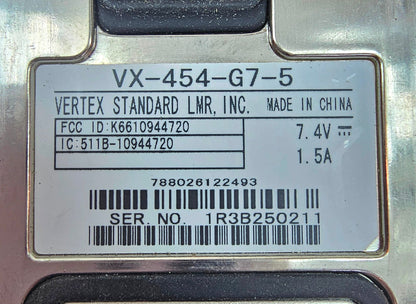 VX-454-G7-5
VERTEX STANDARD LMR, INC. MADE IN CHINA
FCC ID:K6610944720 7.4V ⎓
IC:511B-10944720 1.5A
788026122493
SER. NO. 1R3B250211